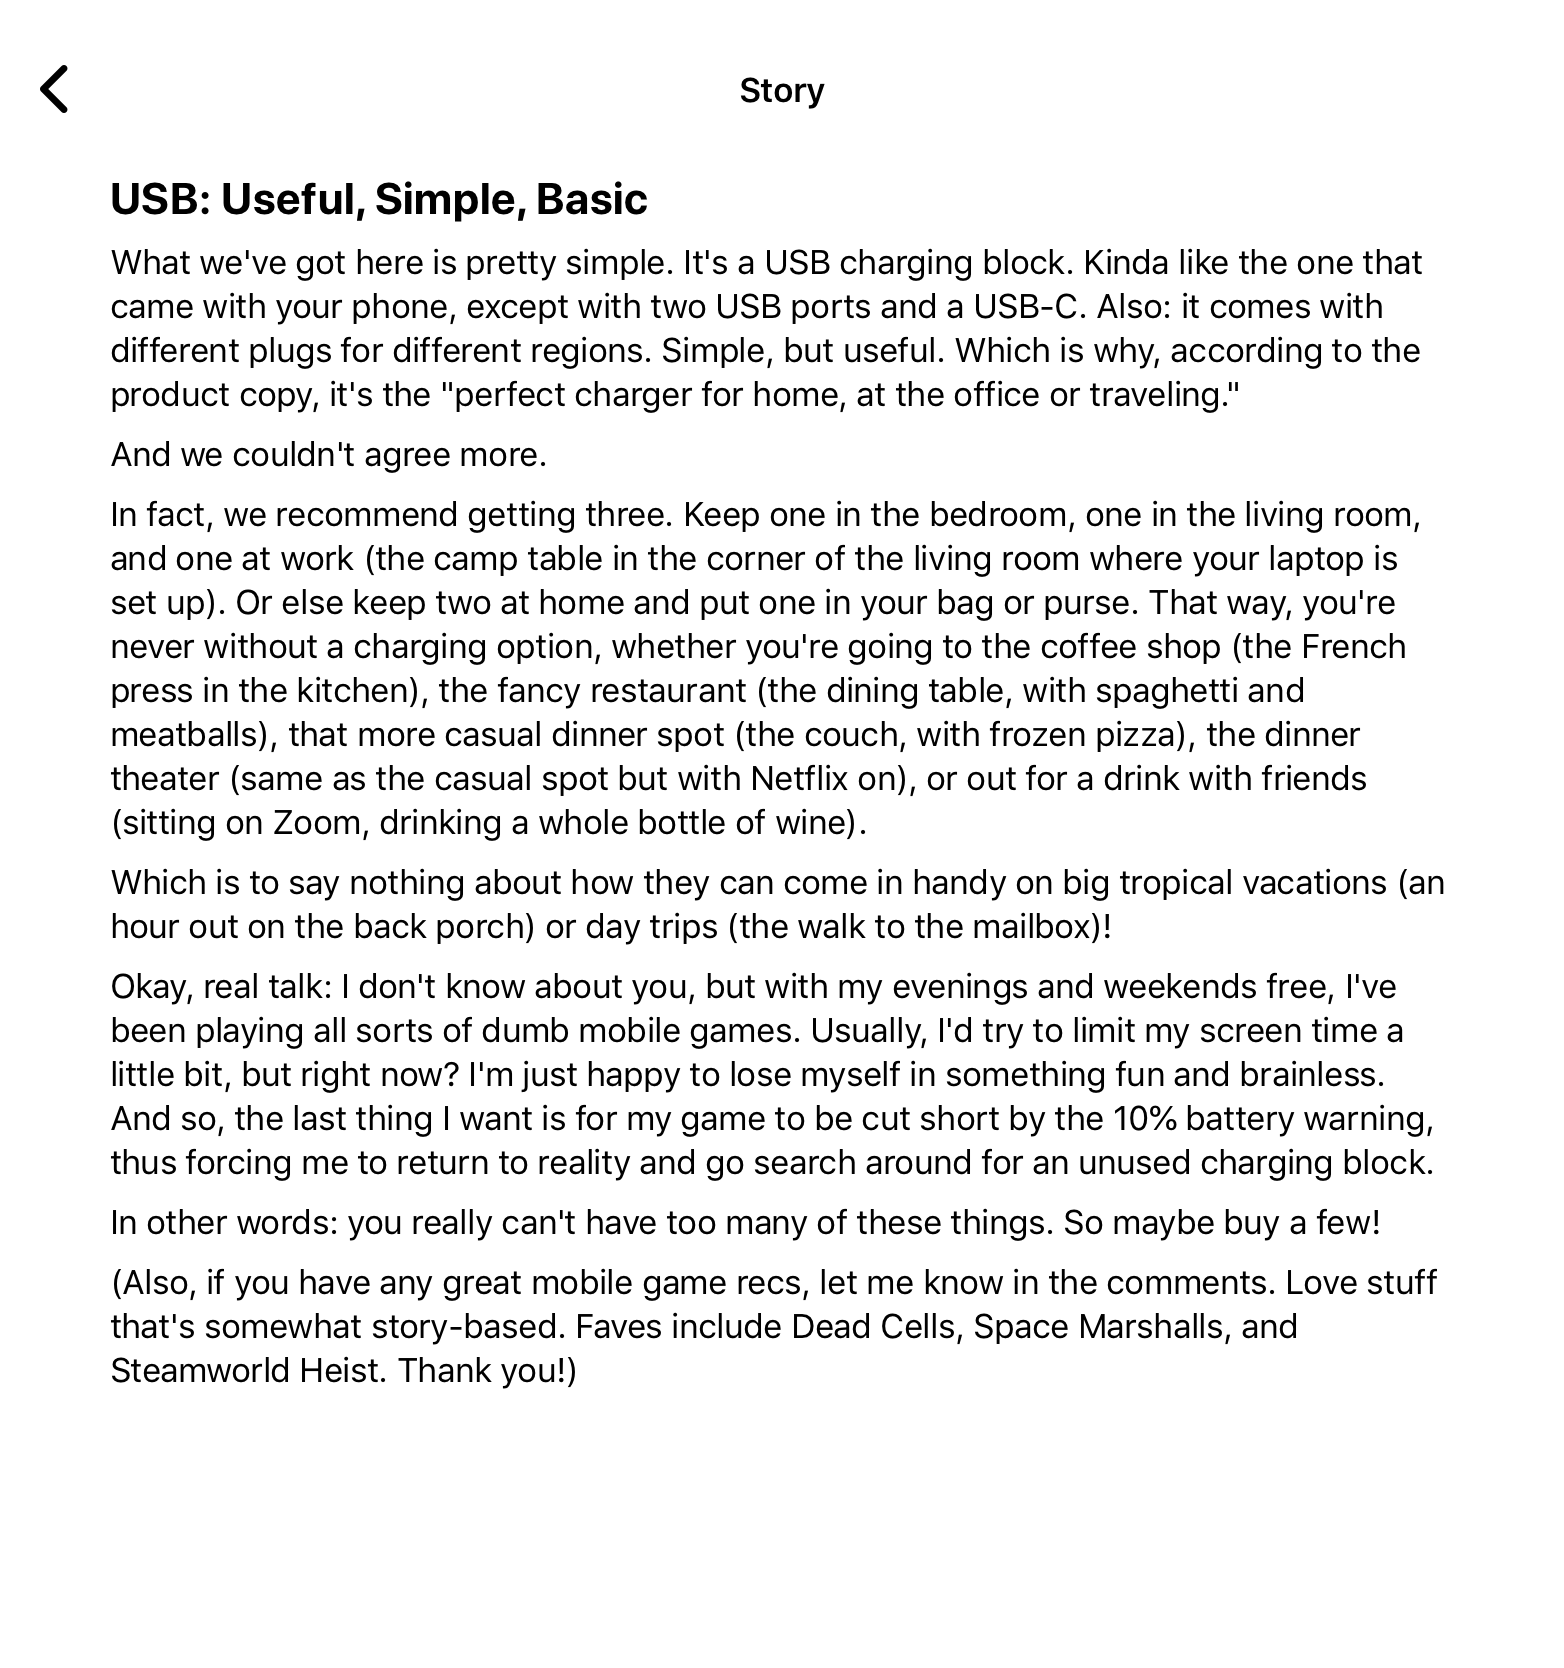 Story
USB: Useful, Simple, Basic
What we've got here is pretty simple. It's a USB charging block. Kinda like the one that
came with your phone, except with two USB ports and a USB-C. Also: it comes with
different plugs for different regions. Simple, but useful. Which is why, according to the
product copy, it's the "perfect charger for home, at the office or traveling."
And we couldn't agree more.
In fact, we recommend getting three. Keep one in the bedroom, one in the living room,
and one at work (the camp table in the corner of the living room where your laptop is
set up). Or else keep two at home and put one in your bag or purse. That way, you're
never without a charging option, whether you're going to the coffee shop (the French
press in the kitchen), the fancy restaurant (the dining table, with spaghetti and
meatballs), that more casual dinner spot (the couch, with frozen pizza), the dinner
theater (same as the casual spot but with Netflix on), or out for a drink with friends
(sitting on Zoom, drinking a whole bottle of wine).
Which is to say nothing about how they can come in handy on big tropical vacations (an
hour out on the back porch) or day trips (the walk to the mailbox)!
Okay, real talk: I don't know about you, but with my evenings and weekends free, I've
been playing all sorts of dumb mobile games. Usually, I'd try to limit my screen time a
little bit, but right now? I'm just happy to lose myself in something fun and brainless.
And so, the last thing I want is for my game to be cut short by the 10% battery warning,
thus forcing me to return to reality and go search around for an unused charging block.
In other words: you really can't have too many of these things. So maybe buy a few!
(Also, if you have any great mobile game recs, let me know in the comments. Love stuff
that's somewhat story-based. Faves include Dead Cells, Space Marshalls, and
Steamworld Heist. Thank you!)